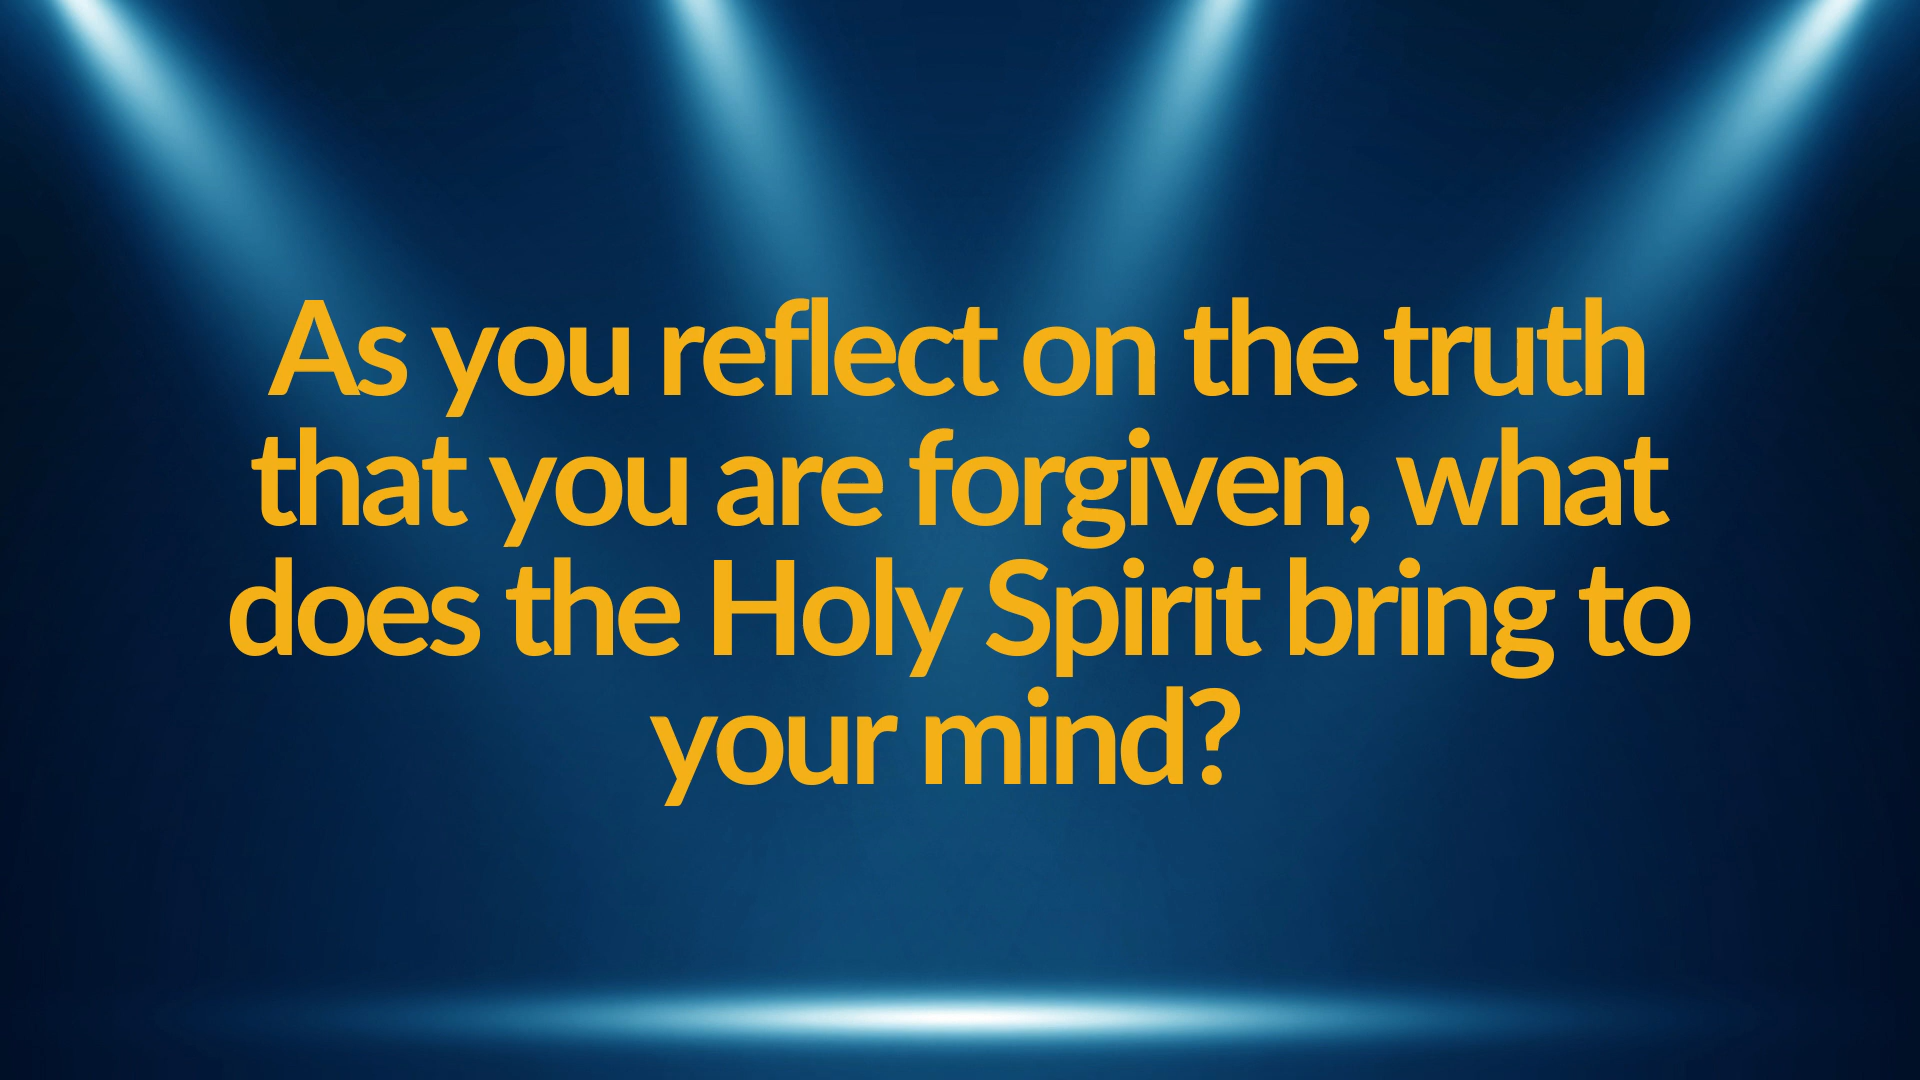 As you reflect on the truth
that you are forgiven, what
does the Holy Spirit bring to
your mind?